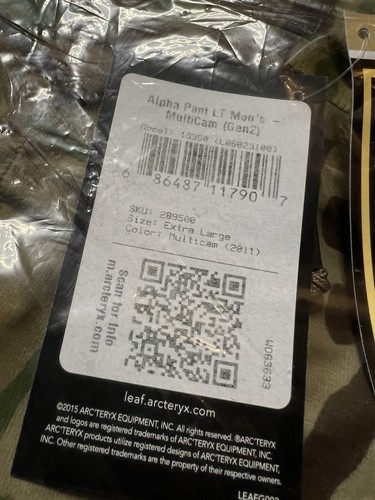 Alpha Pant LT Men's -
MultiCam (Gen2)
Model: 18350 (L06823100)
6 86487 11790 7
SKU: 289500
Size: Extra Large
Color: Multicam (2011)
Scan for Info
m.arcteryx.com
W063633
leaf.arcteryx.com
©2015 ARC'TERYX EQUIPMENT, INC. All rights reserved. ®ARC'TERYX
and logos are registered trademarks of ARC'TERYX EQUIPMENT, INC.
ARC'TERYX products utilize registered designs of ARC'TERYX EQUIPMENT,
INC. Other registered trademarks are the property of their respective owners.